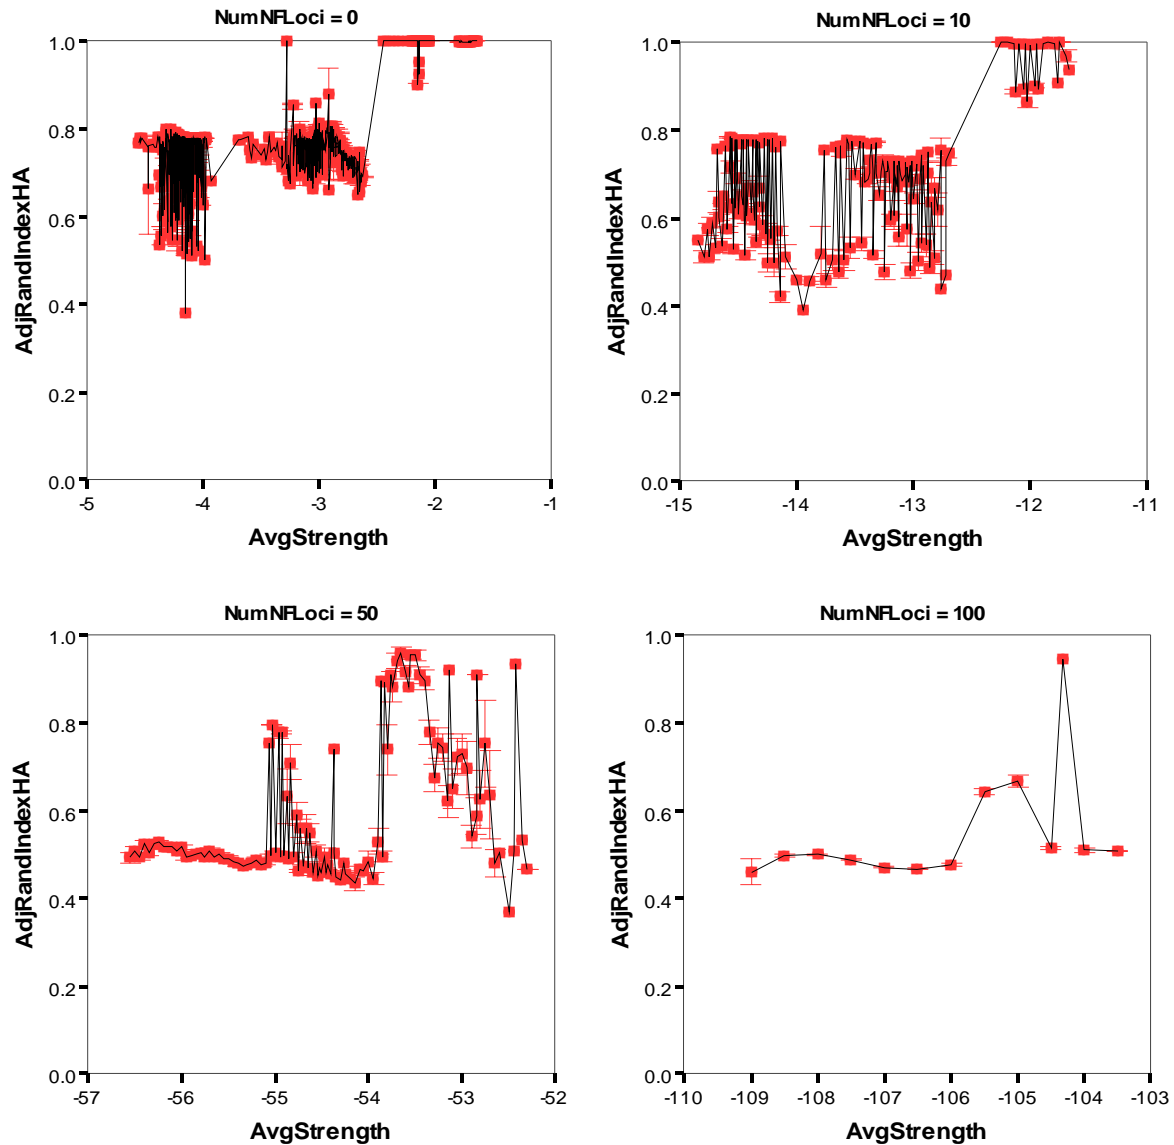 NumNFLoci = 0
AdjRandIndexHA
1.0
0.8
0.6
0.4
0.2
0.0
-5 -4 -3 -2 -1
AvgStrength
NumNFLoci = 10
AdjRandIndexHA
1.0
0.8
0.6
0.4
0.2
0.0
-15 -14 -13 -12 -11
AvgStrength
NumNFLoci = 50
AdjRandIndexHA
1.0
0.8
0.6
0.4
0.2
0.0
-57 -56 -55 -54 -53 -52
AvgStrength
NumNFLoci = 100
AdjRandIndexHA
1.0
0.8
0.6
0.4
0.2
0.0
-110 -109 -108 -107 -106 -105 -104 -103
AvgStrength